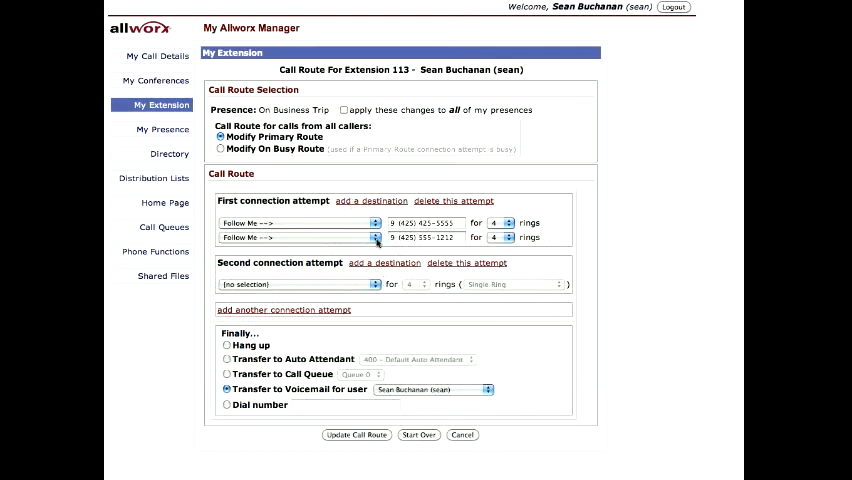 Welcome, Sean Buchanan (sean) Logout
allworx My Allworx Manager
My Call Details
My Conferences
My Extension
My Presence
Directory
Distribution Lists
Home Page
Call Queues
Phone Functions
Shared Files
My Extension
Call Route For Extension 113 - Sean Buchanan (sean)
Call Route Selection
Presence: On Business Trip apply these changes to all of my presences
Call Route for calls from all callers:
Modify Primary Route
Modify On Busy Route (used if a Primary Route connection attempt is busy)
Call Route
First connection attempt add a destination delete this attempt
Follow Me --> 9 (425) 425-5555 for 4 rings
Follow Me --> 9 (425) 555-1212 for 4 rings
Second connection attempt add a destination delete this attempt
(no selection) for 4 rings ( Single Ring )
add another connection attempt
Finally...
Hang up
Transfer to Auto Attendant 400 - Default Auto Attendant
Transfer to Call Queue Queue 0
Transfer to Voicemail for user Sean Buchanan (sean)
Dial number
Update Call Route Start Over Cancel